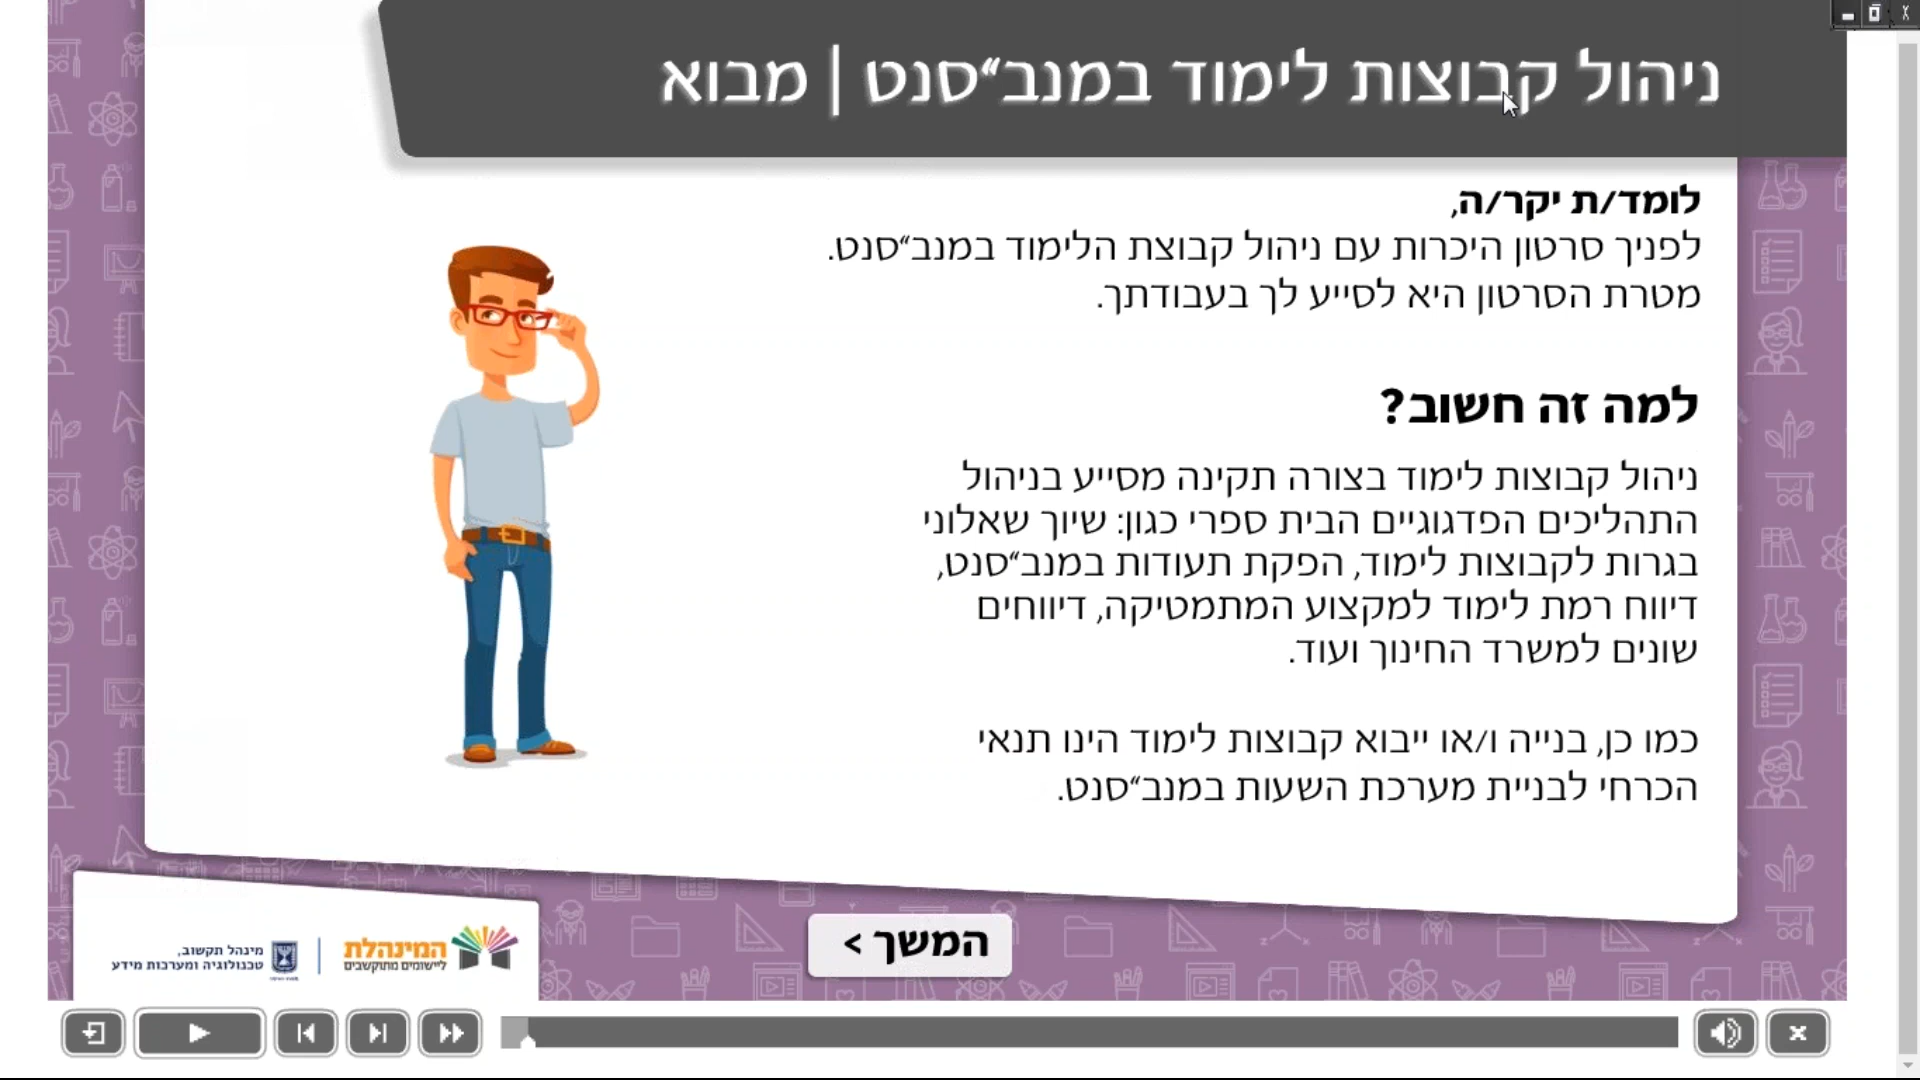 ניהול קבוצות לימוד במנב"סנט | מבוא
לומד/ת יקר/ה,
לפניך סרטון היכרות עם ניהול קבוצת הלימוד במנב"סנט.
מטרת הסרטון היא לסייע לך בעבודתך.
למה זה חשוב?
ניהול קבוצות לימוד בצורה תקינה מסייע בניהול
התהליכים הפדגוגיים הבית ספרי כגון: שיוך שאלוני
בגרות לקבוצות לימוד, הפקת תעודות במנב"סנט,
דיווח רמת לימוד למקצוע המתמטיקה, דיווחים
שונים למשרד החינוך ועוד.
כמו כן, בנייה ו/או ייבוא קבוצות לימוד הינו תנאי
הכרחי לבניית מערכת השעות במנב"סנט.
המשך >
המינהלת
ליישומים מתוקשבים
מינהל תקשוב,
טכנולוגיה ומערכות מידע